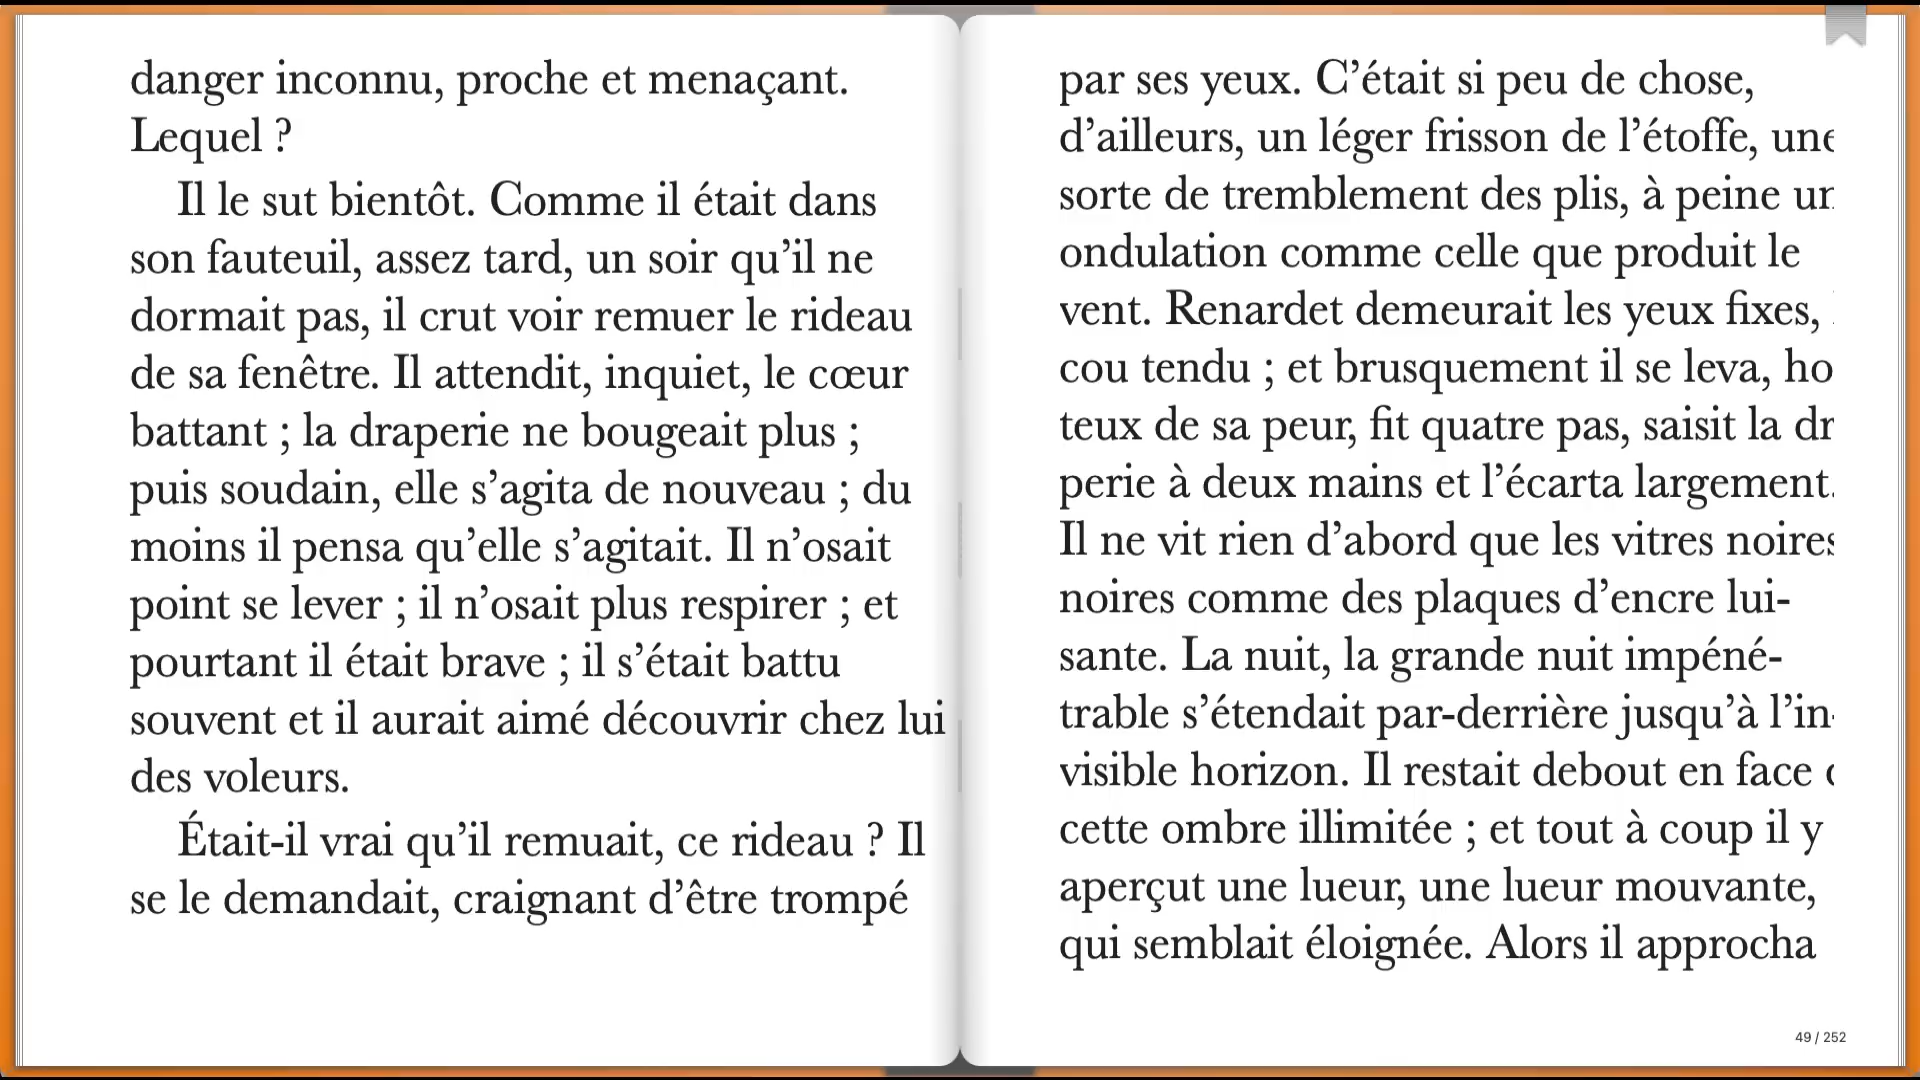 danger inconnu, proche et menaçant.
Lequel ?
Il le sut bientôt. Comme il était dans
son fauteuil, assez tard, un soir qu’il ne
dormait pas, il crut voir remuer le rideau
de sa fenêtre. Il attendit, inquiet, le cœur
battant ; la draperie ne bougeait plus ;
puis soudain, elle s’agita de nouveau ; du
moins il pensa qu’elle s’agitait. Il n’osait
point se lever ; il n’osait plus respirer ; et
pourtant il était brave ; il s’était battu
souvent et il aurait aimé découvrir chez lui
des voleurs.
Était-il vrai qu’il remuait, ce rideau ? Il
se le demandait, craignant d’être trompé
par ses yeux. C’était si peu de chose,
d’ailleurs, un léger frisson de l’étoffe, une
sorte de tremblement des plis, à peine un
ondulation comme celle que produit le
vent. Renardet demeurait les yeux fixes,
cou tendu ; et brusquement il se leva, ho
teux de sa peur, fit quatre pas, saisit la dr
perie à deux mains et l’écarta largement.
Il ne vit rien d’abord que les vitres noires
noires comme des plaques d’encre lui-
sante. La nuit, la grande nuit impéné-
trable s’étendait par-derrière jusqu’à l’in-
visible horizon. Il restait debout en face
cette ombre illimitée ; et tout à coup il y
aperçut une lueur, une lueur mouvante,
qui semblait éloignée. Alors il approcha
49 / 252